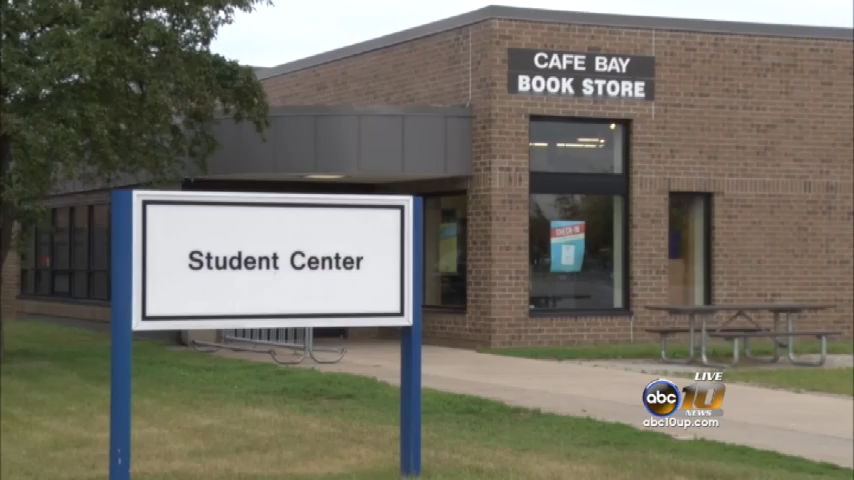 CAFE BAY
BOOK STORE
Student Center
LIVE
abc 10
NEWS
abc10up.com